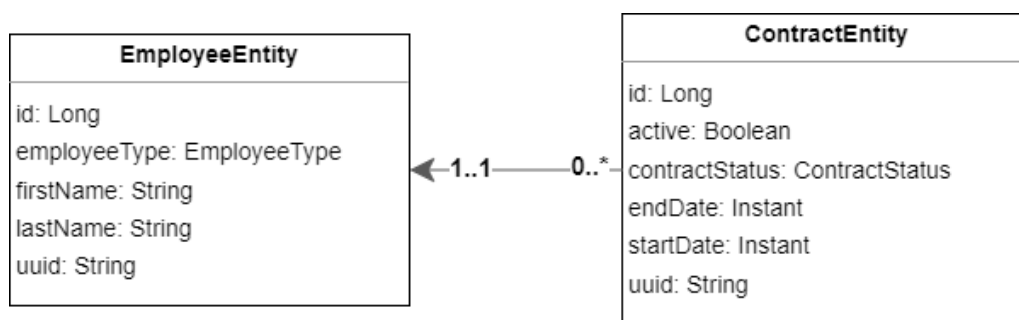 EmployeeEntity
id: Long
employeeType: EmployeeType
firstName: String
lastName: String
uuid: String
1..1
0..*
ContractEntity
id: Long
active: Boolean
contractStatus: ContractStatus
endDate: Instant
startDate: Instant
uuid: String